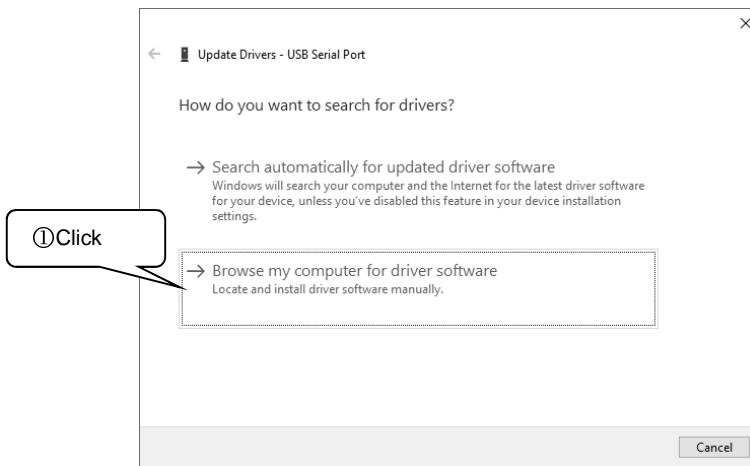 ← Update Drivers - USB Serial Port
How do you want to search for drivers?
→ Search automatically for updated driver software
Windows will search your computer and the Internet for the latest driver software
for your device, unless you've disabled this feature in your device installation
settings.
①Click
→ Browse my computer for driver software
Locate and install driver software manually.
Cancel